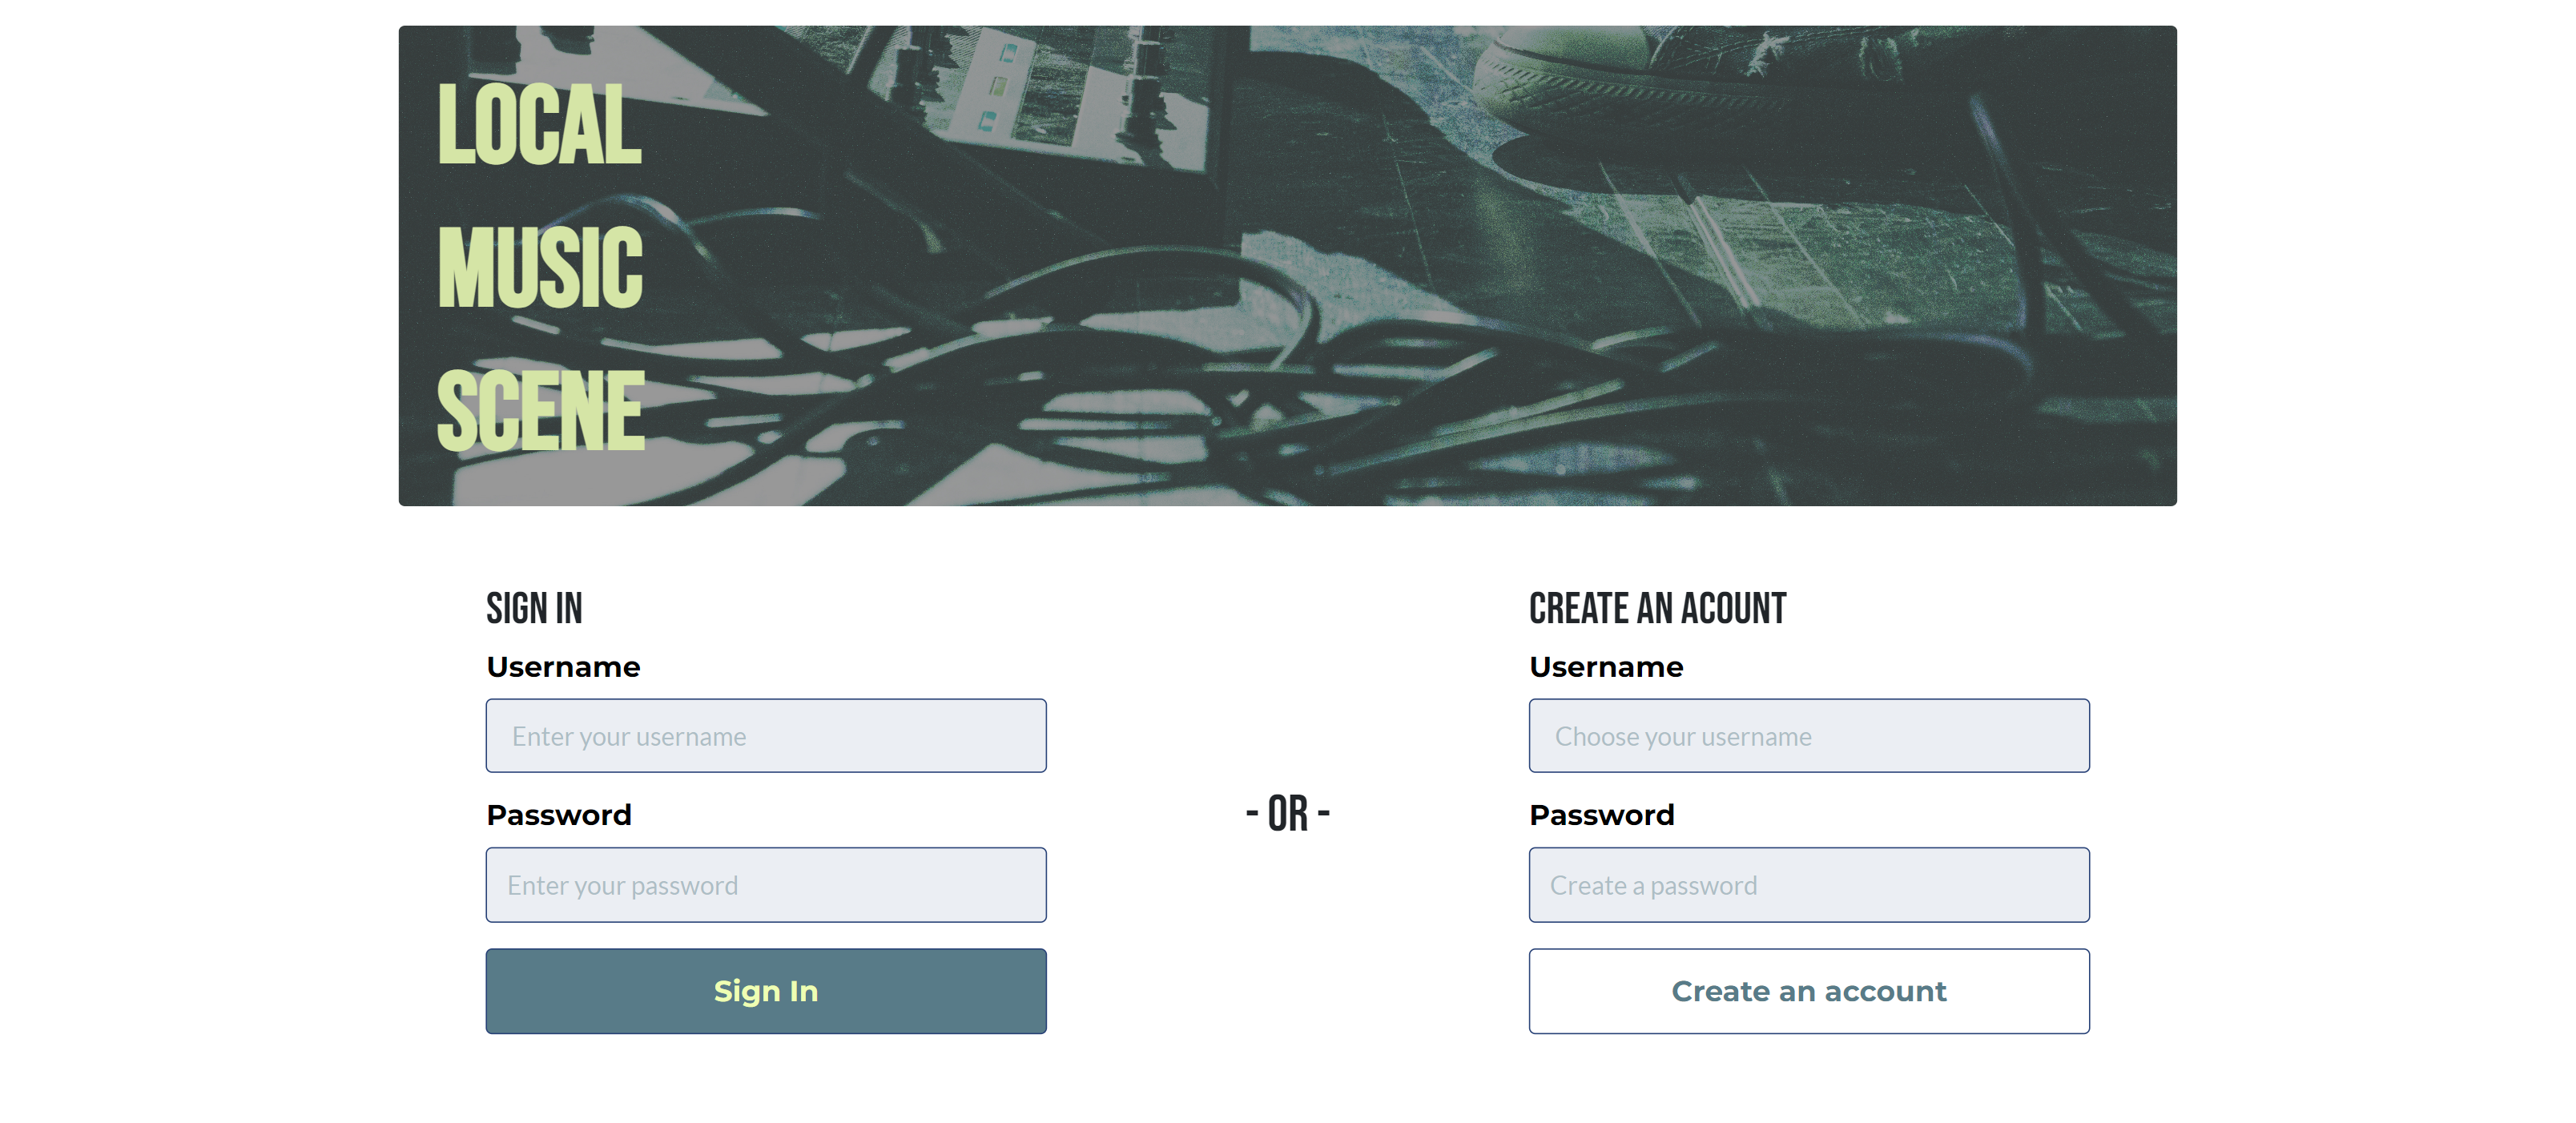 LOCAL
MUSIC
SCENE
SIGN IN
Username
Enter your username
Password
Enter your password
Sign In
- OR -
CREATE AN ACOUNT
Username
Choose your username
Password
Create a password
Create an account